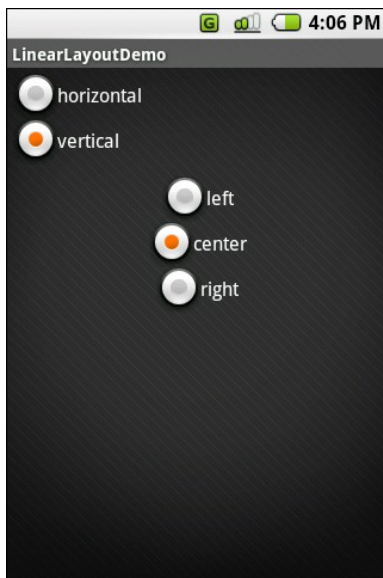 G 4:06 PM
LinearLayoutDemo
horizontal
vertical
left
center
right